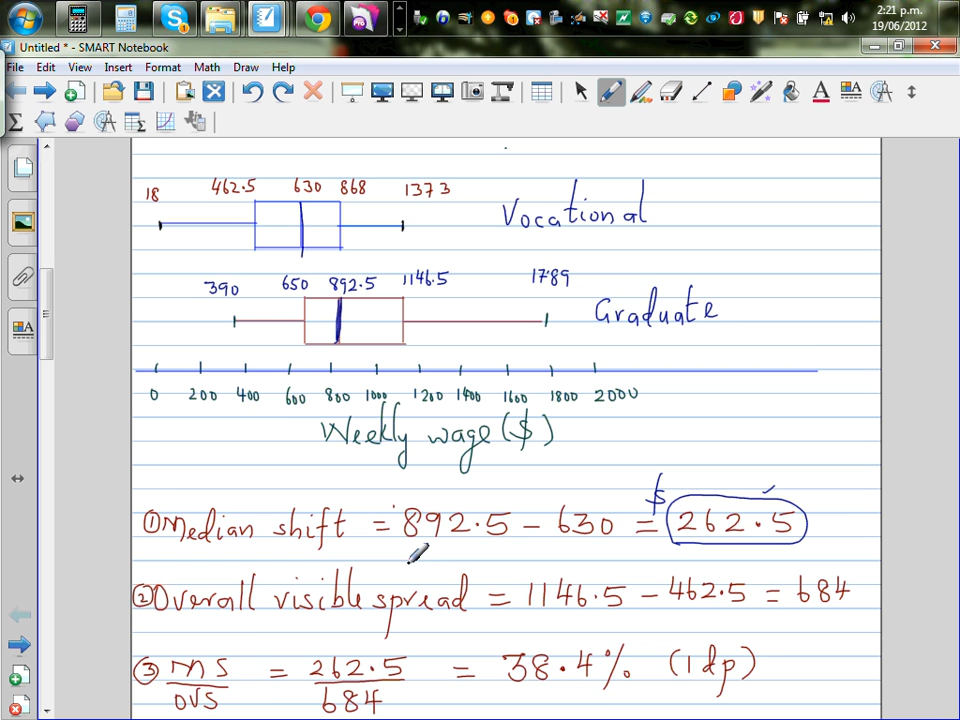 2:21 p.m.
19/06/2012
Untitled * - SMART Notebook
File Edit View Insert Format Math Draw Help
18 462.5 630 868 1373
Vocational
390 650 892.5 1146.5 1789
Graduate
0 200 400 600 800 1000 1200 1400 1600 1800 2000
Weekly wage ($)
$
① Median shift = 892.5 - 630 = 262.5
② Overall visible spread = 1146.5 - 462.5 = 684
③ MS = 262.5 = 38.4% (1dp)
OVS 684